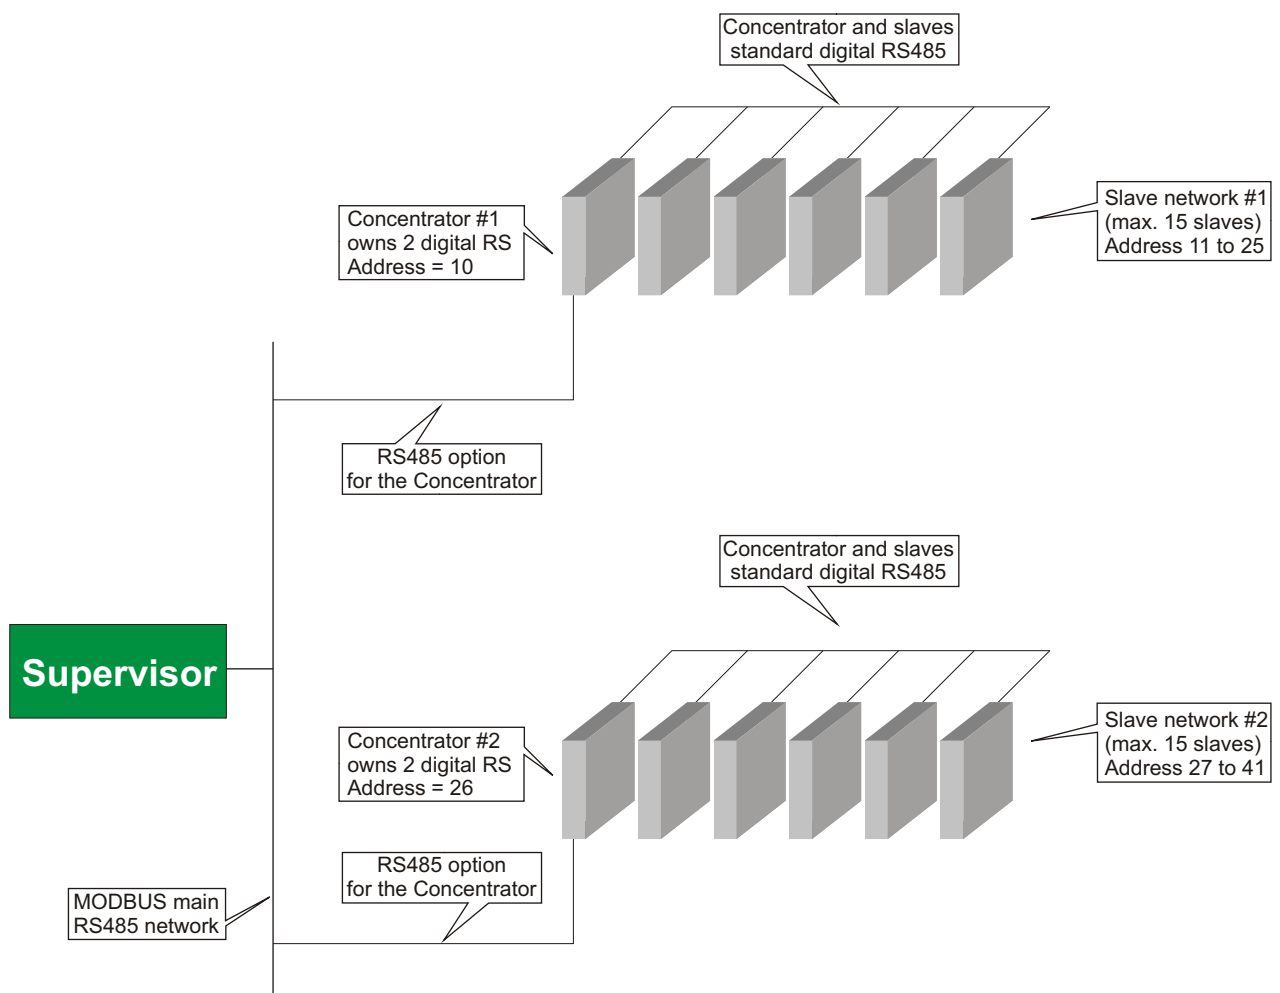 Concentrator and slaves
standard digital RS485
Concentrator #1
owns 2 digital RS
Address = 10
Slave network #1
(max. 15 slaves)
Address 11 to 25
RS485 option
for the Concentrator
Concentrator and slaves
standard digital RS485
Supervisor
Concentrator #2
owns 2 digital RS
Address = 26
Slave network #2
(max. 15 slaves)
Address 27 to 41
RS485 option
for the Concentrator
MODBUS main
RS485 network